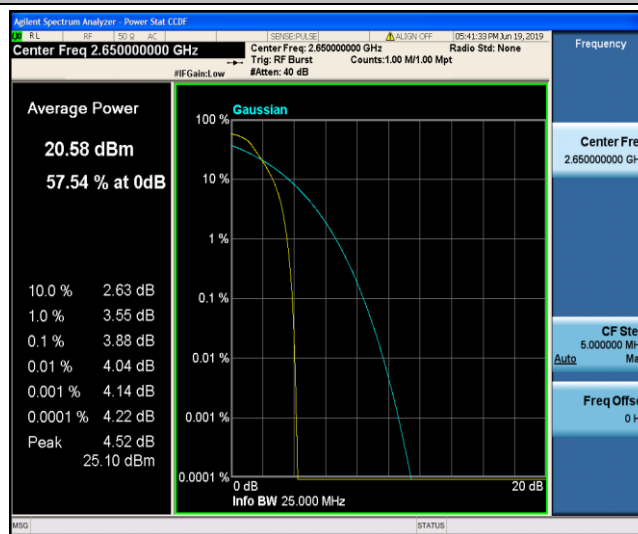 Agilent Spectrum Analyzer - Power Stat CCDF
RL RF 50 Ω AC SENSE:PULSE ALIGN OFF 05:41:33 PM Jun 19, 2019
Center Freq 2.650000000 GHz
Center Freq: 2.650000000 GHz Radio Std: None
Trig: RF Burst Counts:1.00 M/1.00 Mpt
#IFGain:Low #Atten: 40 dB
Frequency
Average Power
20.58 dBm
57.54 % at 0dB
10.0 % 2.63 dB
1.0 % 3.55 dB
0.1 % 3.88 dB
0.01 % 4.04 dB
0.001 % 4.14 dB
0.0001 % 4.22 dB
Peak 4.52 dB
25.10 dBm
Gaussian
100 %
10 %
1 %
0.1 %
0.01 %
0.001 %
0.0001 %
0 dB 20 dB
Info BW 25.000 MHz
Center Fre
2.650000000 GH
CF Ste
5.000000 MH
Auto Ma
Freq Offse
0 H
MSG STATUS